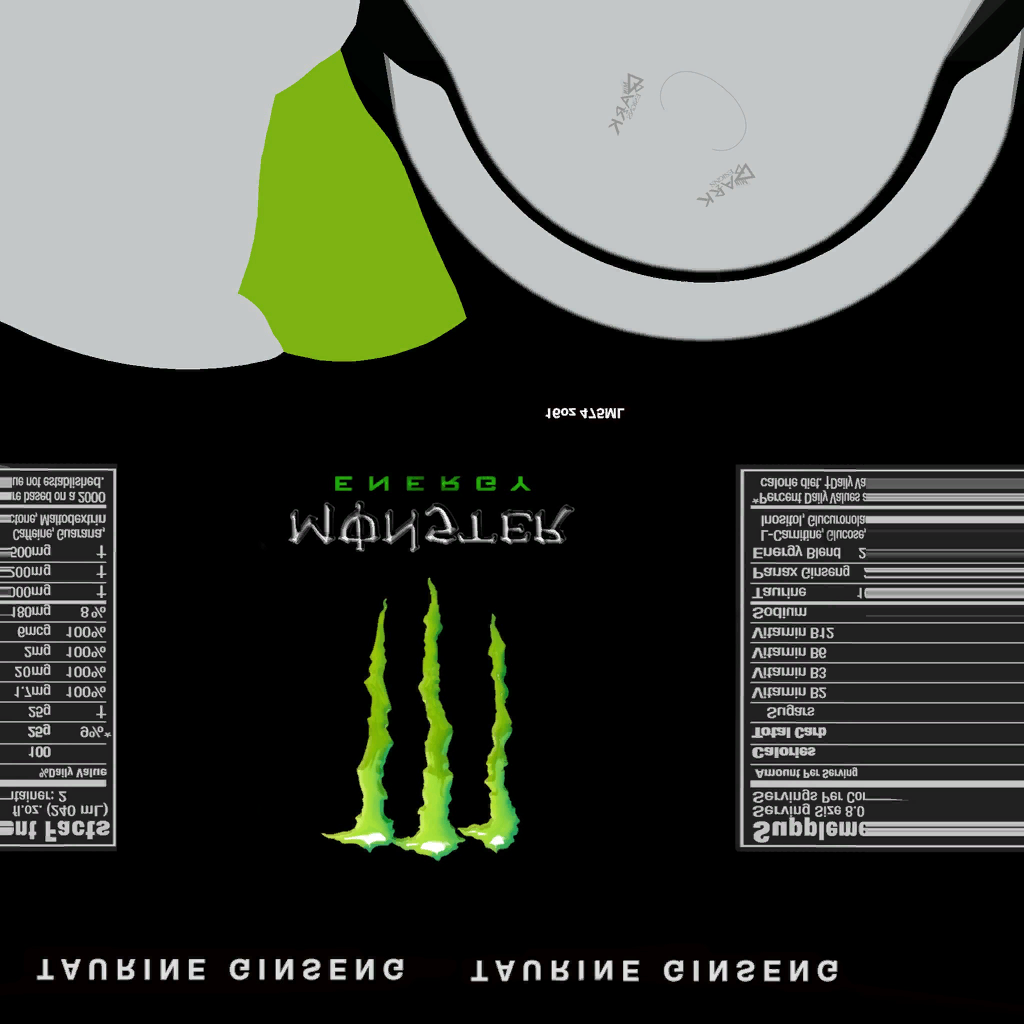 TAURINE GINSENG TAURINE GINSENG
nt Facts
fl.oz. (240 mL)
tainer: 2
%Daily Value
100
25g 9%*
25g †
1.7mg 100%
20mg 100%
2mg 100%
6mcg 100%
180mg 8%
000mg †
200mg †
500mg †
Caffeine, Guarana,
ctone, Maltodextrin
re based on a 2000
ue not established.
MONSTER
ENERGY
Suppleme
Serving Size 8.0
Servings Per Con
Amount Per Serving
Calories
Total Carb
Sugars
Vitamin B2
Vitamin B3
Vitamin B6
Vitamin B12
Sodium
Taurine 10
Panax Ginseng
Energy Blend 2
L-Carnitine, Glucose,
Inositol, Glucuronola
*Percent Daily Values a
calorie diet. †Daily Va
16oz 475ML